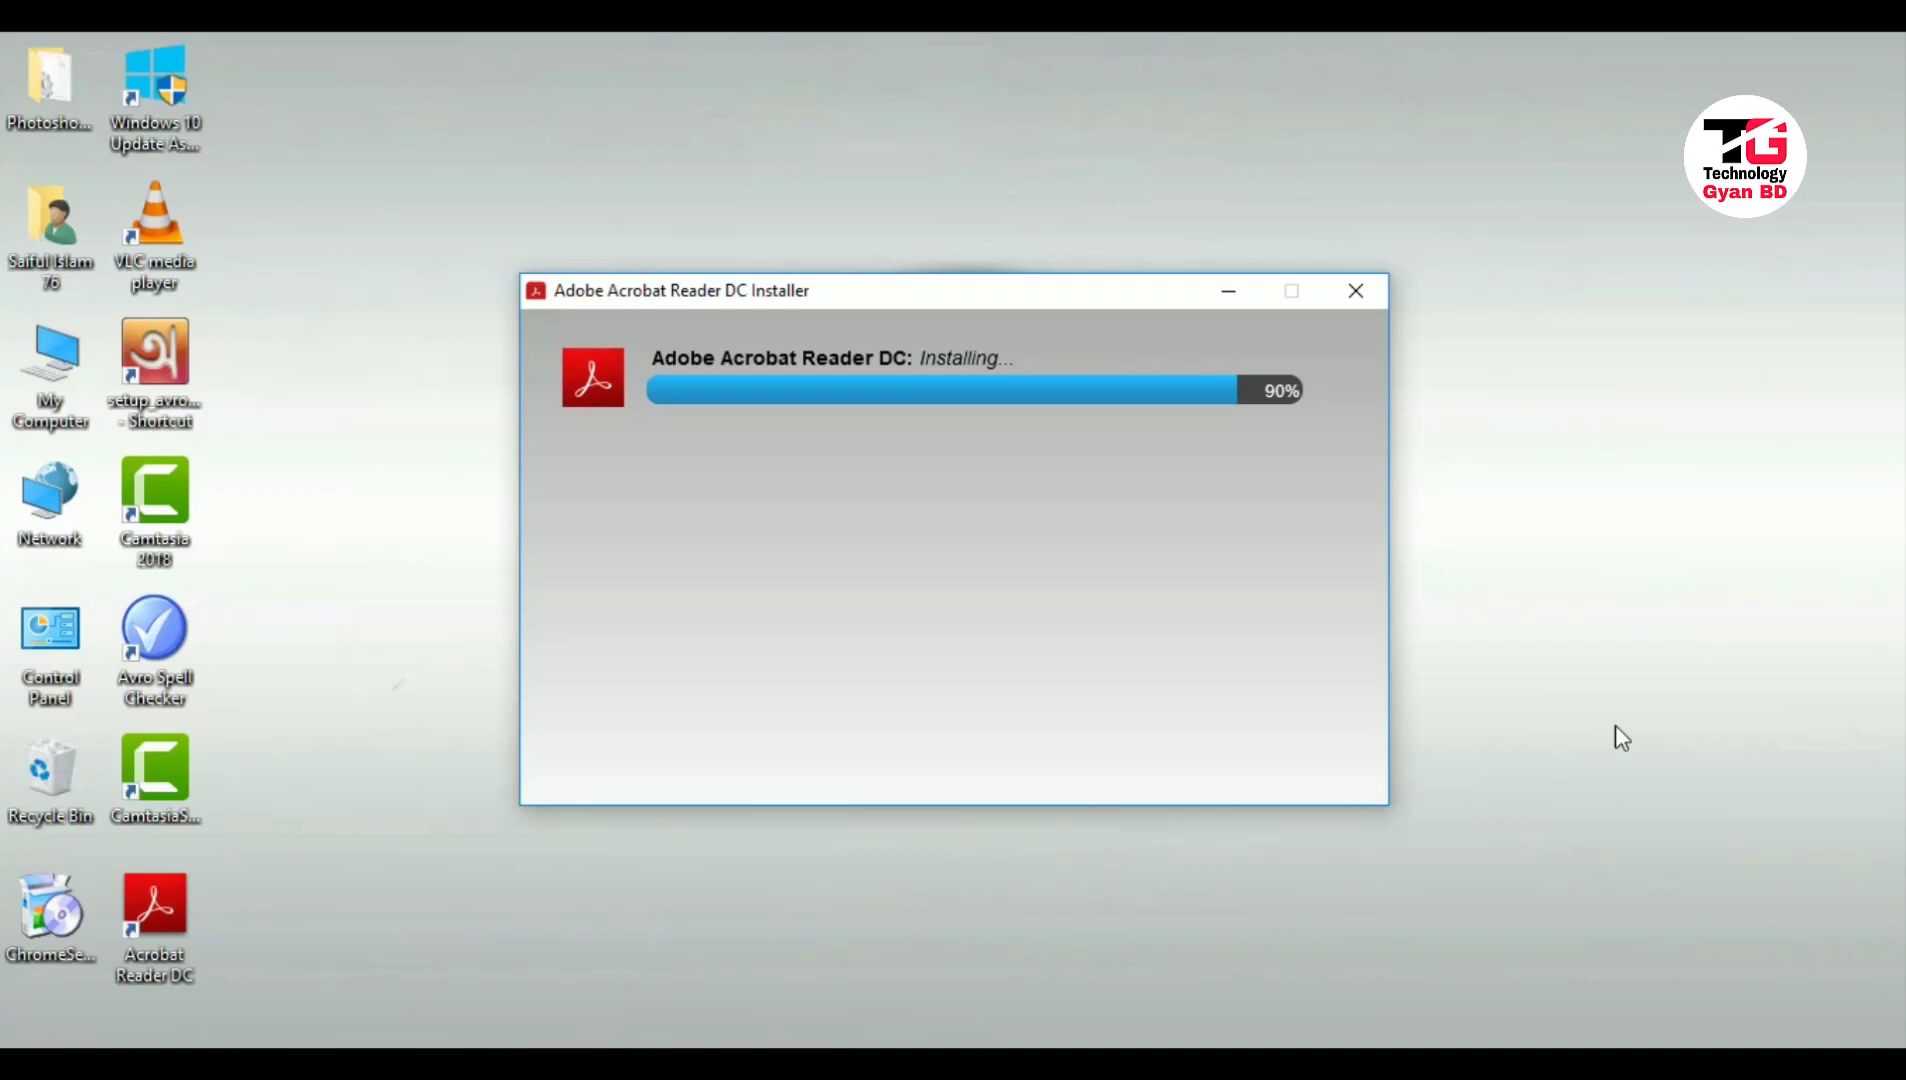 Photosho...
Windows 10
Update As...
Saiful Islam
76
VLC media
player
My
Computer
setup_avro...
- Shortcut
Network
Camtasia
2018
Control
Panel
Avro Spell
Checker
Recycle Bin
CamtasiaS...
ChromeSe...
Acrobat
Reader DC
অ
Adobe Acrobat Reader DC Installer
Adobe Acrobat Reader DC: Installing...
90%
TG
Technology
Gyan BD